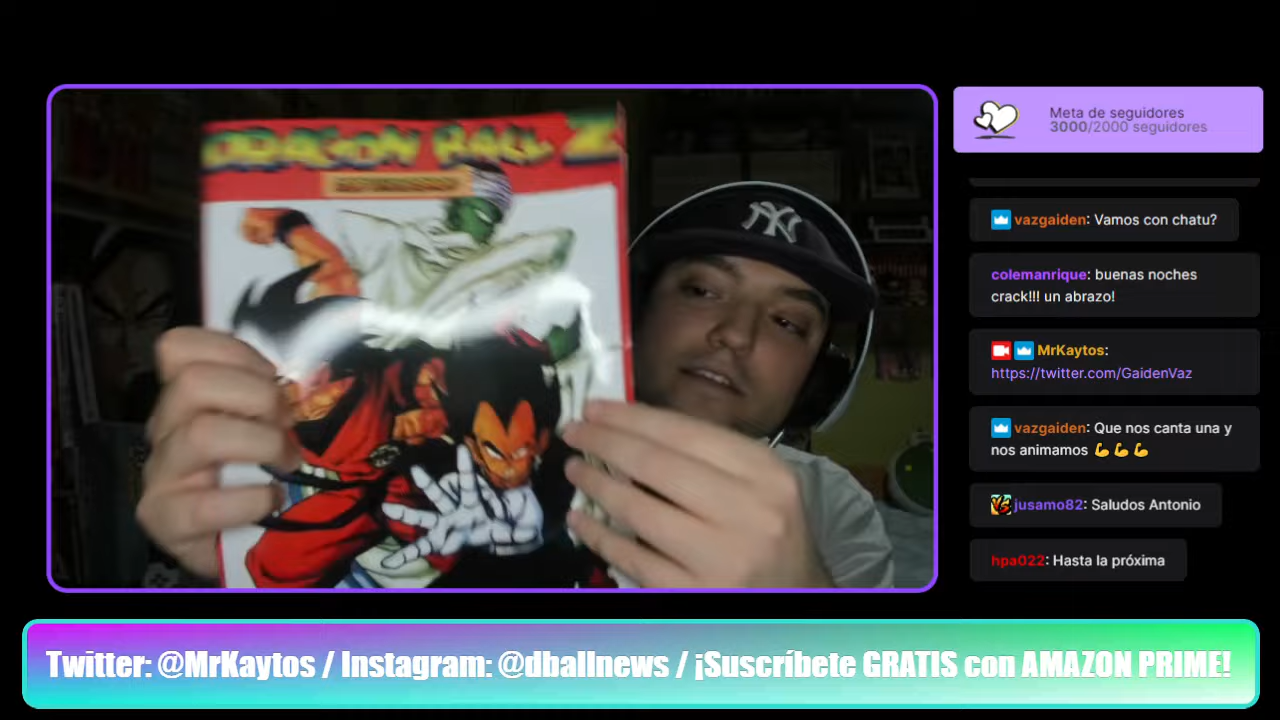 DRAGON BALL Z
NY
Meta de seguidores
3000/2000 seguidores
vazgaiden: Vamos con chatu?
colemanrique: buenas noches
crack!!! un abrazo!
MrKaytos:
https://twitter.com/GaidenVaz
vazgaiden: Que nos canta una y
nos animamos 💪💪💪
VS jusamo82: Saludos Antonio
hpa022: Hasta la próxima
Twitter: @MrKaytos / Instagram: @dballnews / ¡Suscríbete GRATIS con AMAZON PRIME!